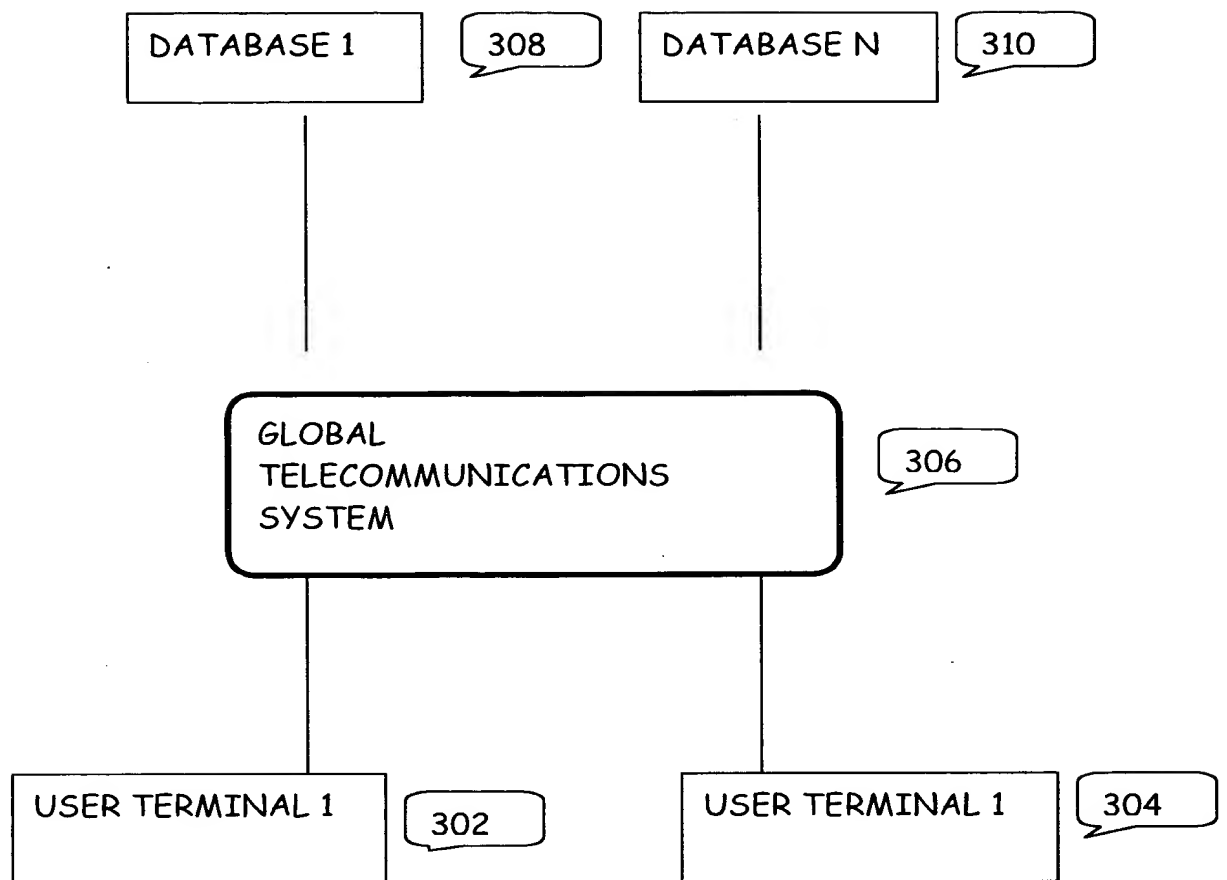 DATABASE 1
308
DATABASE N
310
GLOBAL
TELECOMMUNICATIONS
SYSTEM
306
USER TERMINAL 1
302
USER TERMINAL 1
304